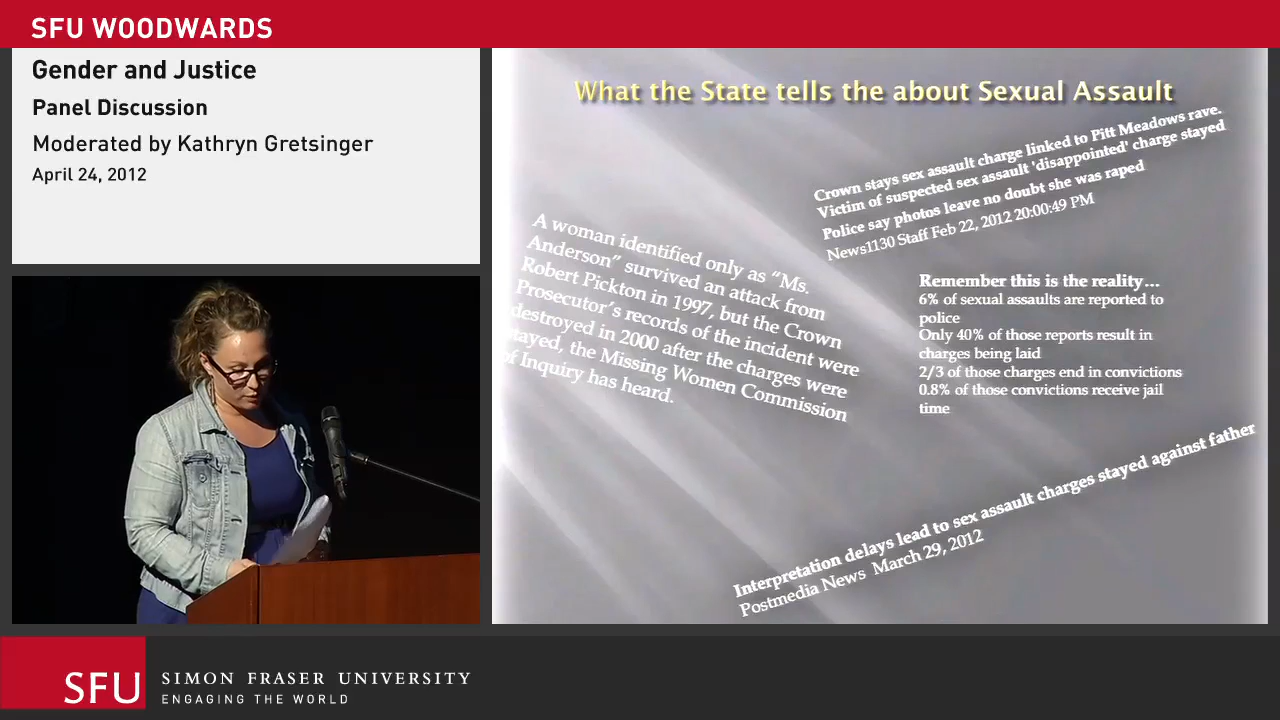 SFU WOODWARDS
Gender and Justice
Panel Discussion
Moderated by Kathryn Gretsinger
April 24, 2012
What the State tells the about Sexual Assault
Crown stays sex assault charge linked to Pitt Meadows rave.
Victim of suspected sex assault 'disappointed' charge stayed
Police say photos leave no doubt she was raped
News1130 Staff Feb 22, 2012 20:00:49 PM
A woman identified only as “Ms.
Anderson” survived an attack from
Robert Pickton in 1997, but the Crown
Prosecutor’s records of the incident were
destroyed in 2000 after the charges were
stayed, the Missing Women Commission
of Inquiry has heard.
Remember this is the reality…
6% of sexual assaults are reported to
police
Only 40% of those reports result in
charges being laid
2/3 of those charges end in convictions
0.8% of those convictions receive jail
time
Interpretation delays lead to sex assault charges stayed against father
Postmedia News March 29, 2012
SFU
SIMON FRASER UNIVERSITY
ENGAGING THE WORLD